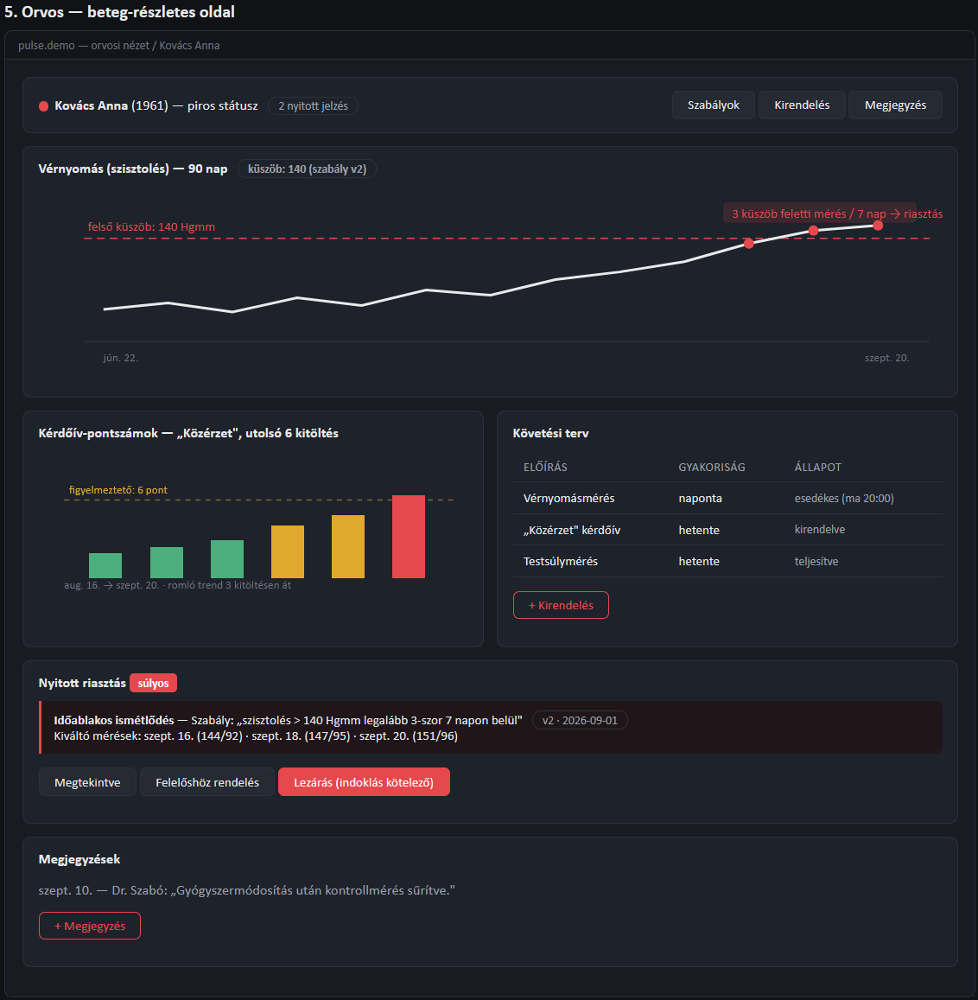 5. Orvos — beteg-részletes oldal
pulse.demo — orvosi nézet / Kovács Anna
Kovács Anna (1961) — piros státusz 2 nyitott jelzés
Szabályok Kirendelés Megjegyzés
Vérnyomás (szisztolés) — 90 nap küszöb: 140 (szabály v2)
3 küszöb feletti mérés / 7 nap → riasztás
felső küszöb: 140 Hgmm
jún. 22. szept. 20.
Kérdőív-pontszámok — „Közérzet", utolsó 6 kitöltés
figyelmeztető: 6 pont
aug. 16. → szept. 20. · romló trend 3 kitöltésen át
Követési terv
ELŐÍRÁS GYAKORISÁG ÁLLAPOT
Vérnyomásmérés naponta esedékes (ma 20:00)
„Közérzet" kérdőív hetente kirendelve
Testsúlymérés hetente teljesítve
+ Kirendelés
Nyitott riasztás súlyos
Időablakos ismétlődés — Szabály: „szisztolés > 140 Hgmm legalább 3-szor 7 napon belül" v2 · 2026-09-01
Kiváltó mérések: szept. 16. (144/92) · szept. 18. (147/95) · szept. 20. (151/96)
Megtekintve Felelőshöz rendelés Lezárás (indoklás kötelező)
Megjegyzések
szept. 10. — Dr. Szabó: „Gyógyszermódosítás után kontrollmérés sűrítve."
+ Megjegyzés